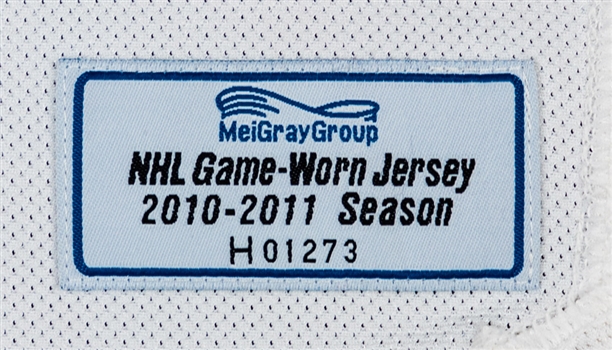 MeiGrayGroup
NHL Game-Worn Jersey
2010-2011 Season
H01273